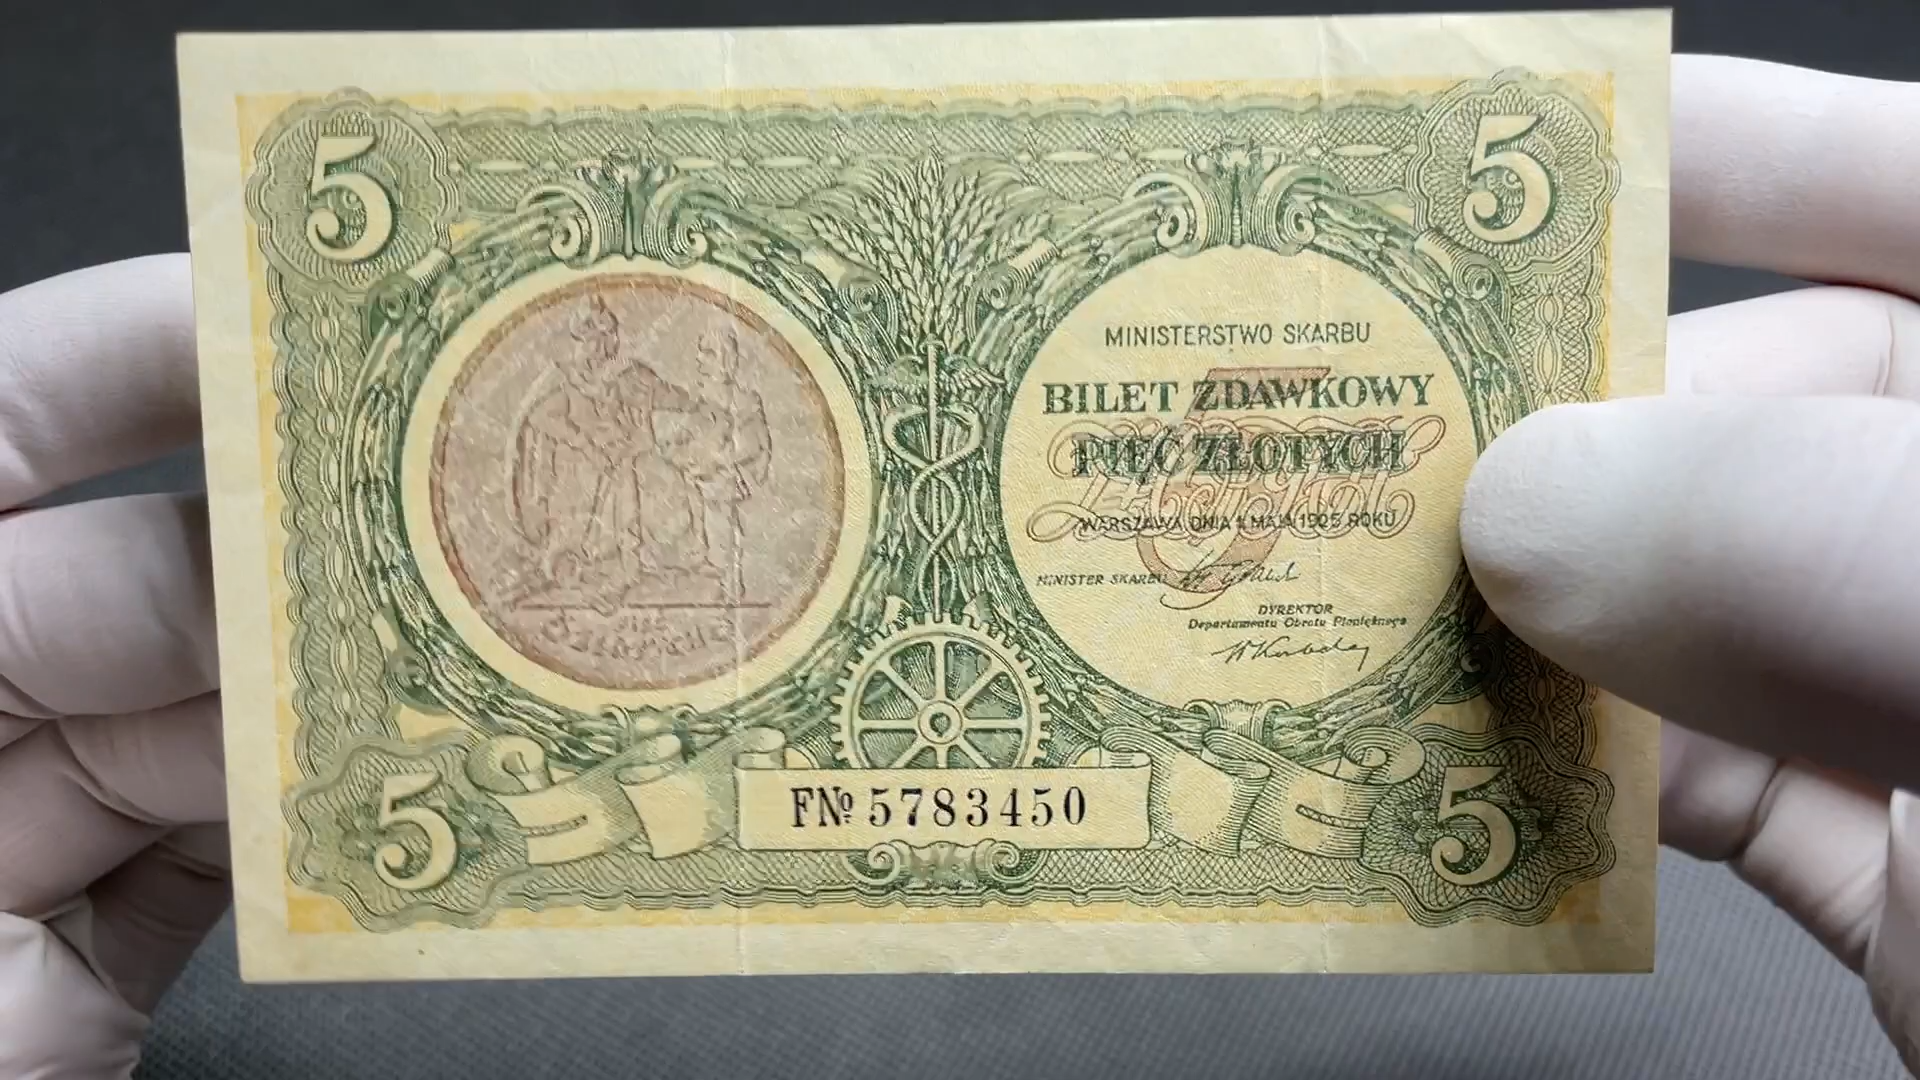 5
5
MINISTERSTWO SKARBU
BILET ZDAWKOWY
PIĘĆ ZŁOTYCH
5
WARSZAWA DNIA 1 MAJA 1925 ROKU
MINISTER SKARBU
DYREKTOR
Departamentu Obrotu Pieniężnego
FNo 5783450
5
5